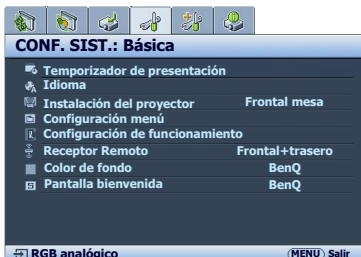 CONF. SIST.: Básica
Temporizador de presentación
Idioma
Instalación del proyector Frontal mesa
Configuración menú
Configuración de funcionamiento
Receptor Remoto Frontal+trasero
Color de fondo BenQ
Pantalla bienvenida BenQ
RGB analógico MENU Salir